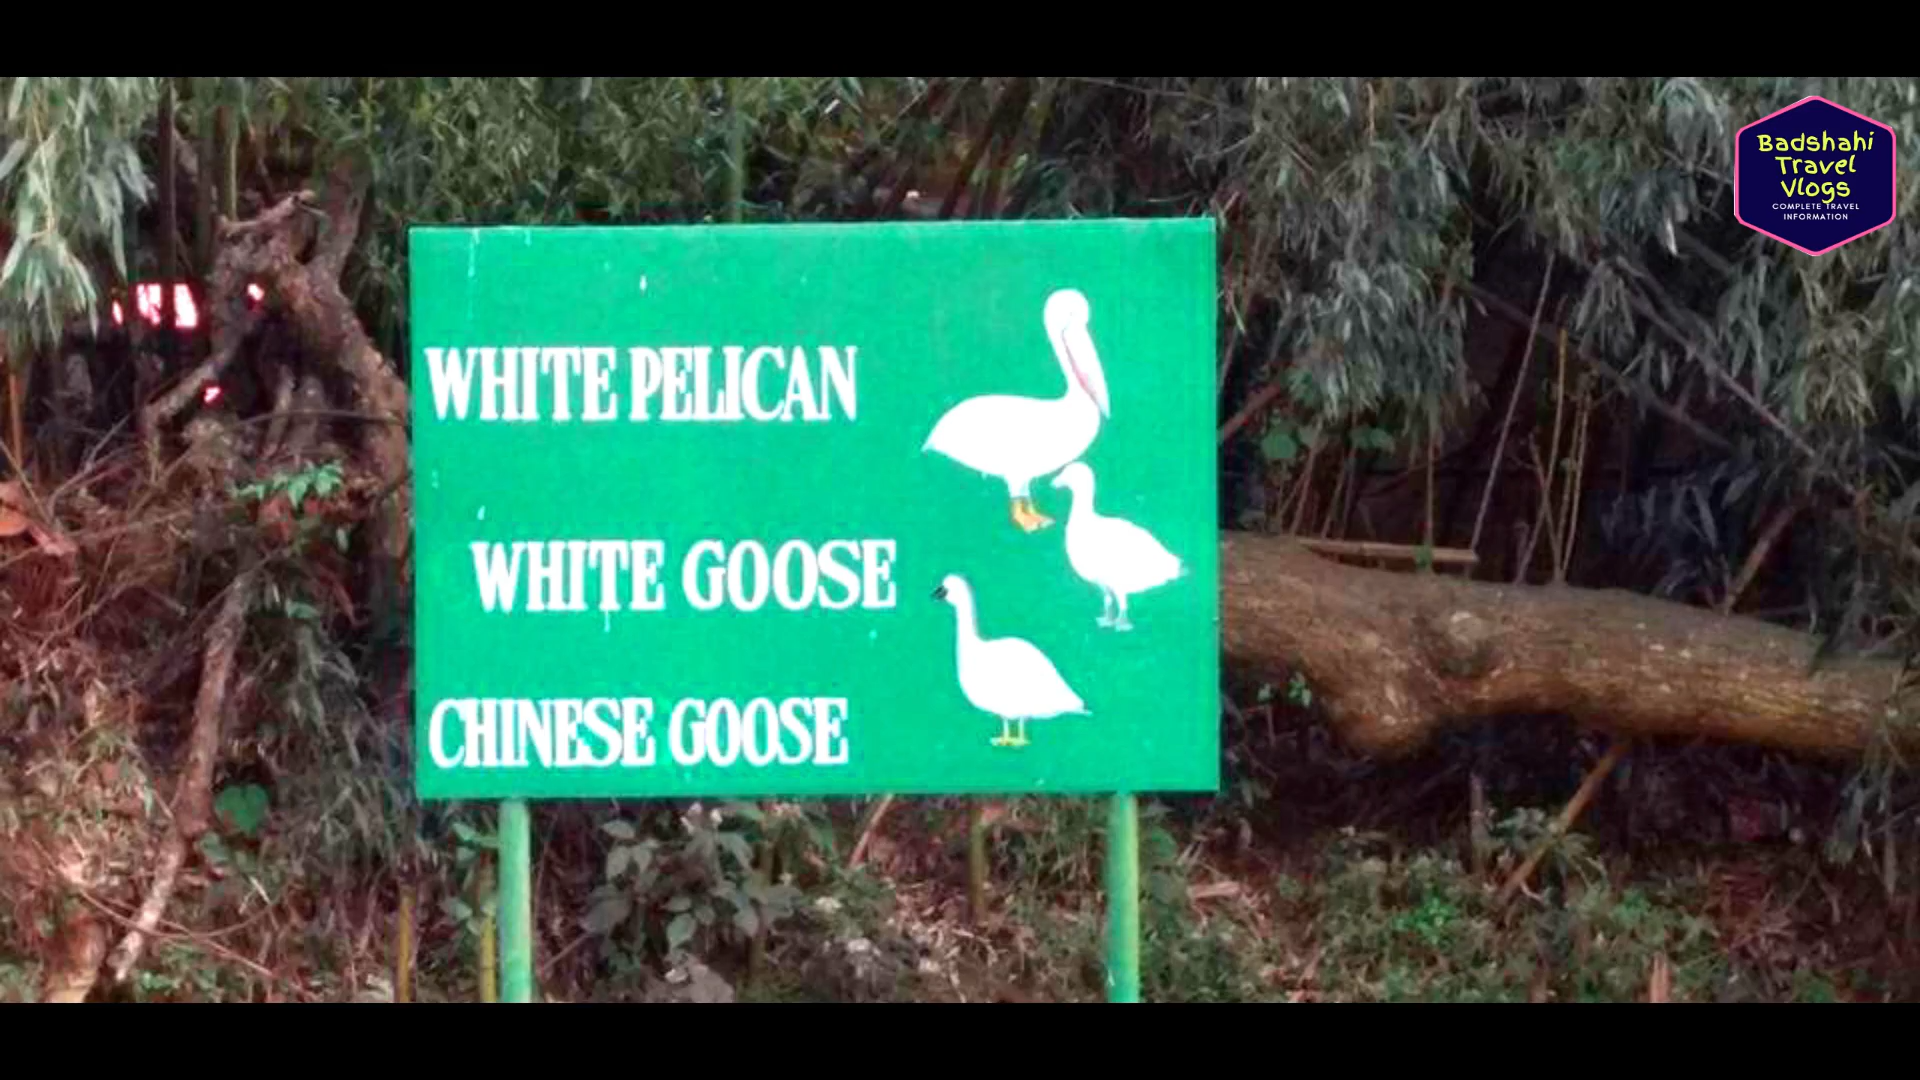 Badshahi
Travel
Vlogs
COMPLETE TRAVEL
INFORMATION
WHITE PELICAN
WHITE GOOSE
CHINESE GOOSE